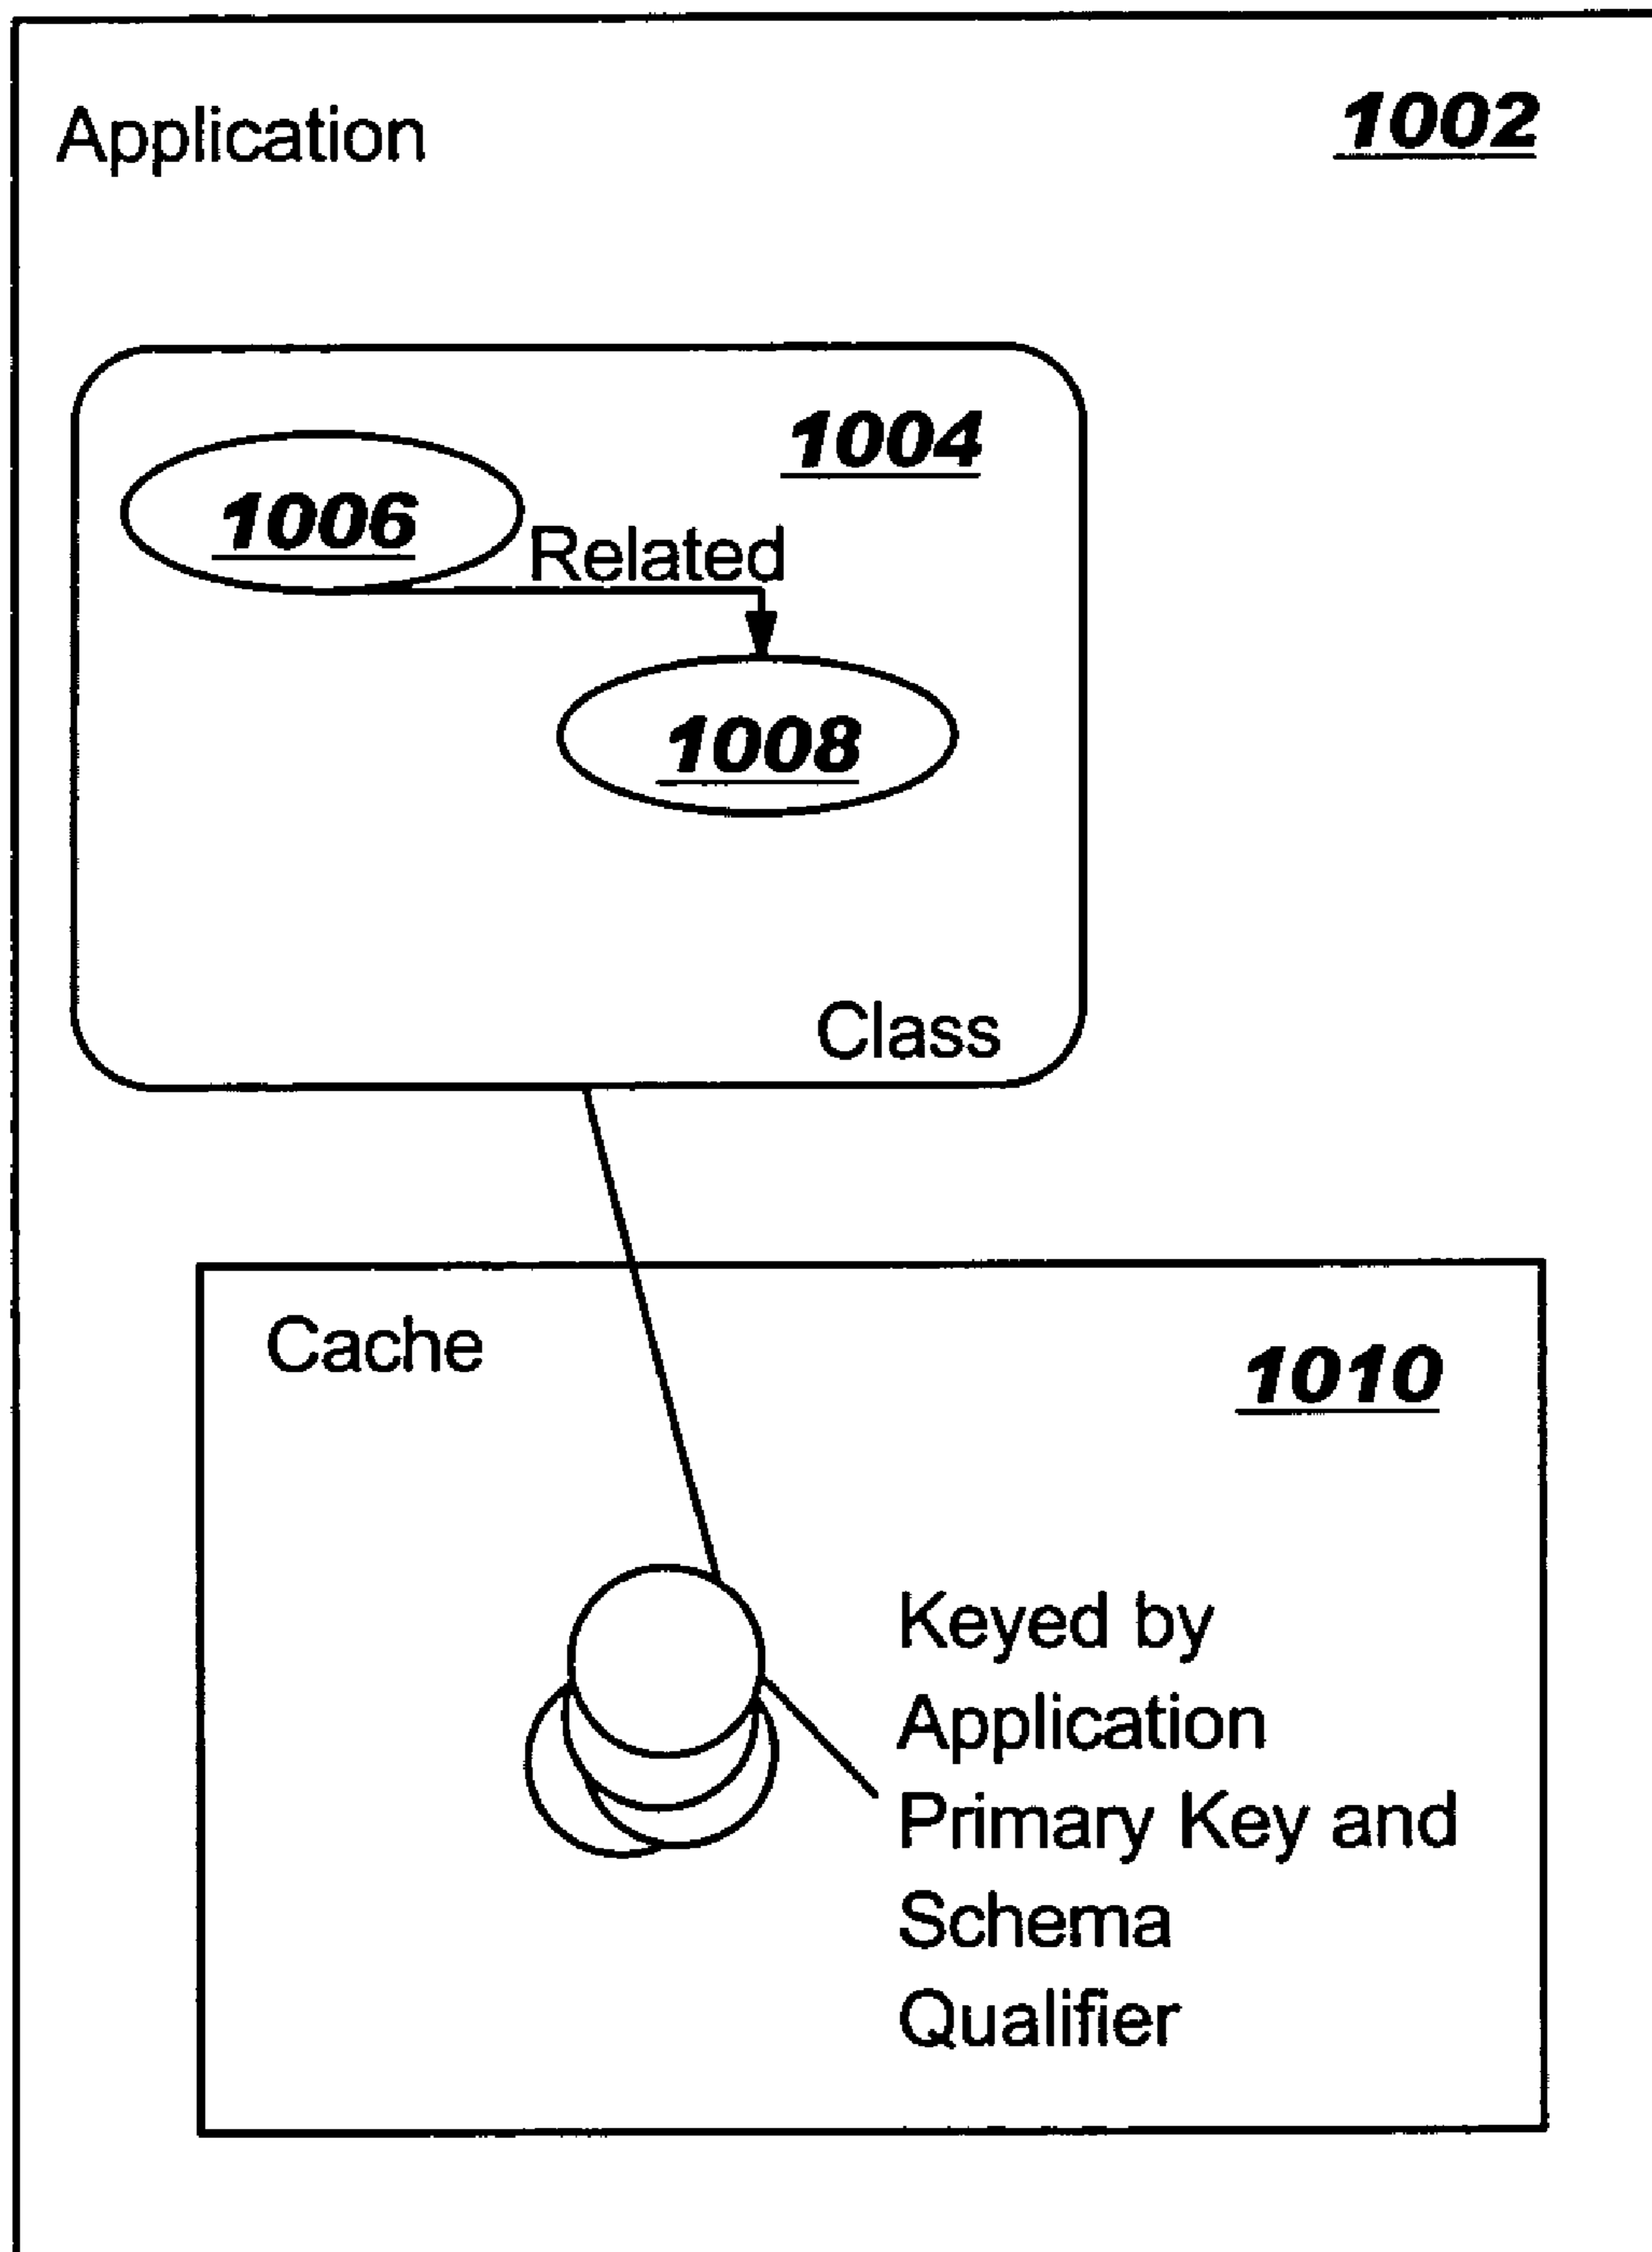 Application
1002
1004
1006
Related
1008
Class
Cache
1010
Keyed by
Application
Primary Key and
Schema
Qualifier